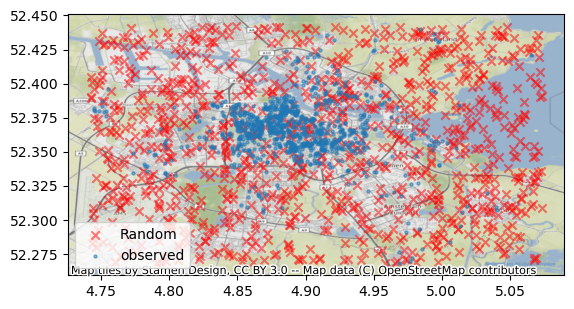 52.450
52.425
52.400
52.375
52.350
52.325
52.300
52.275
Random
observed
Map tiles by Stamen Design, CC BY 3.0 -- Map data (C) OpenStreetMap contributors
4.75 4.80 4.85 4.90 4.95 5.00 5.05